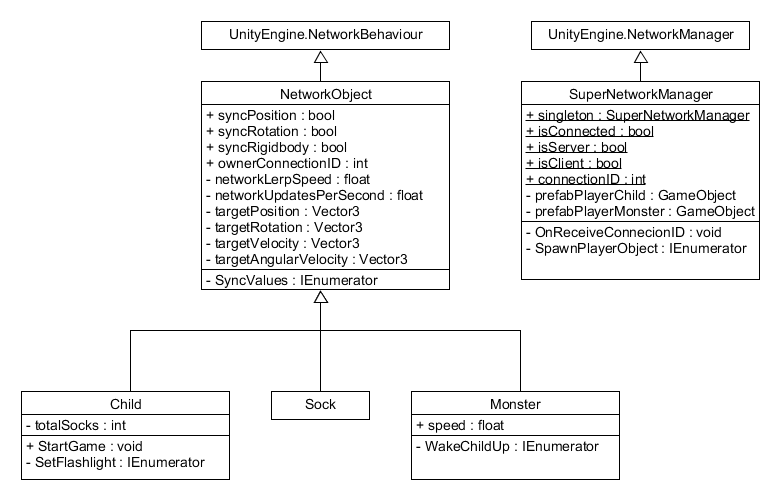 UnityEngine.NetworkBehaviour
UnityEngine.NetworkManager
NetworkObject
+ syncPosition : bool
+ syncRotation : bool
+ syncRigidbody : bool
+ ownerConnectionID : int
- networkLerpSpeed : float
- networkUpdatesPerSecond : float
- targetPosition : Vector3
- targetRotation : Vector3
- targetVelocity : Vector3
- targetAngularVelocity : Vector3
- SyncValues : IEnumerator
SuperNetworkManager
+ singleton : SuperNetworkManager
+ isConnected : bool
+ isServer : bool
+ isClient : bool
+ connectionID : int
- prefabPlayerChild : GameObject
- prefabPlayerMonster : GameObject
- OnReceiveConnecionID : void
- SpawnPlayerObject : IEnumerator
Child
- totalSocks : int
+ StartGame : void
- SetFlashlight : IEnumerator
Sock
Monster
+ speed : float
- WakeChildUp : IEnumerator